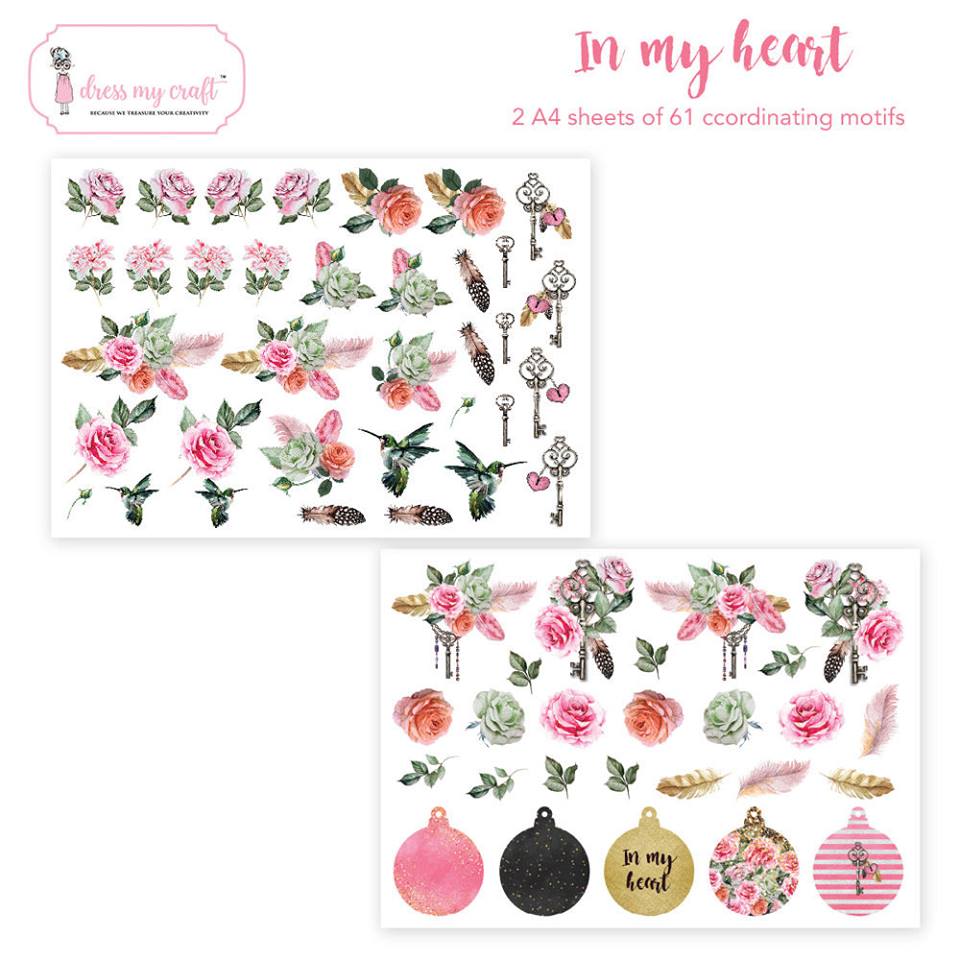 dress my craft™
BECAUSE WE TREASURE YOUR CREATIVITY
In my heart
2 A4 sheets of 61 ccordinating motifs
In my
heart